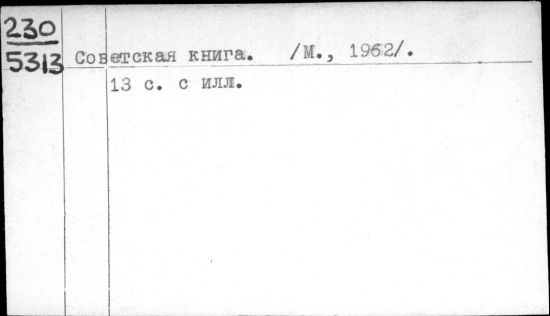 230
5313 Советская книга. /М., 1962/.
13 с. с илл.